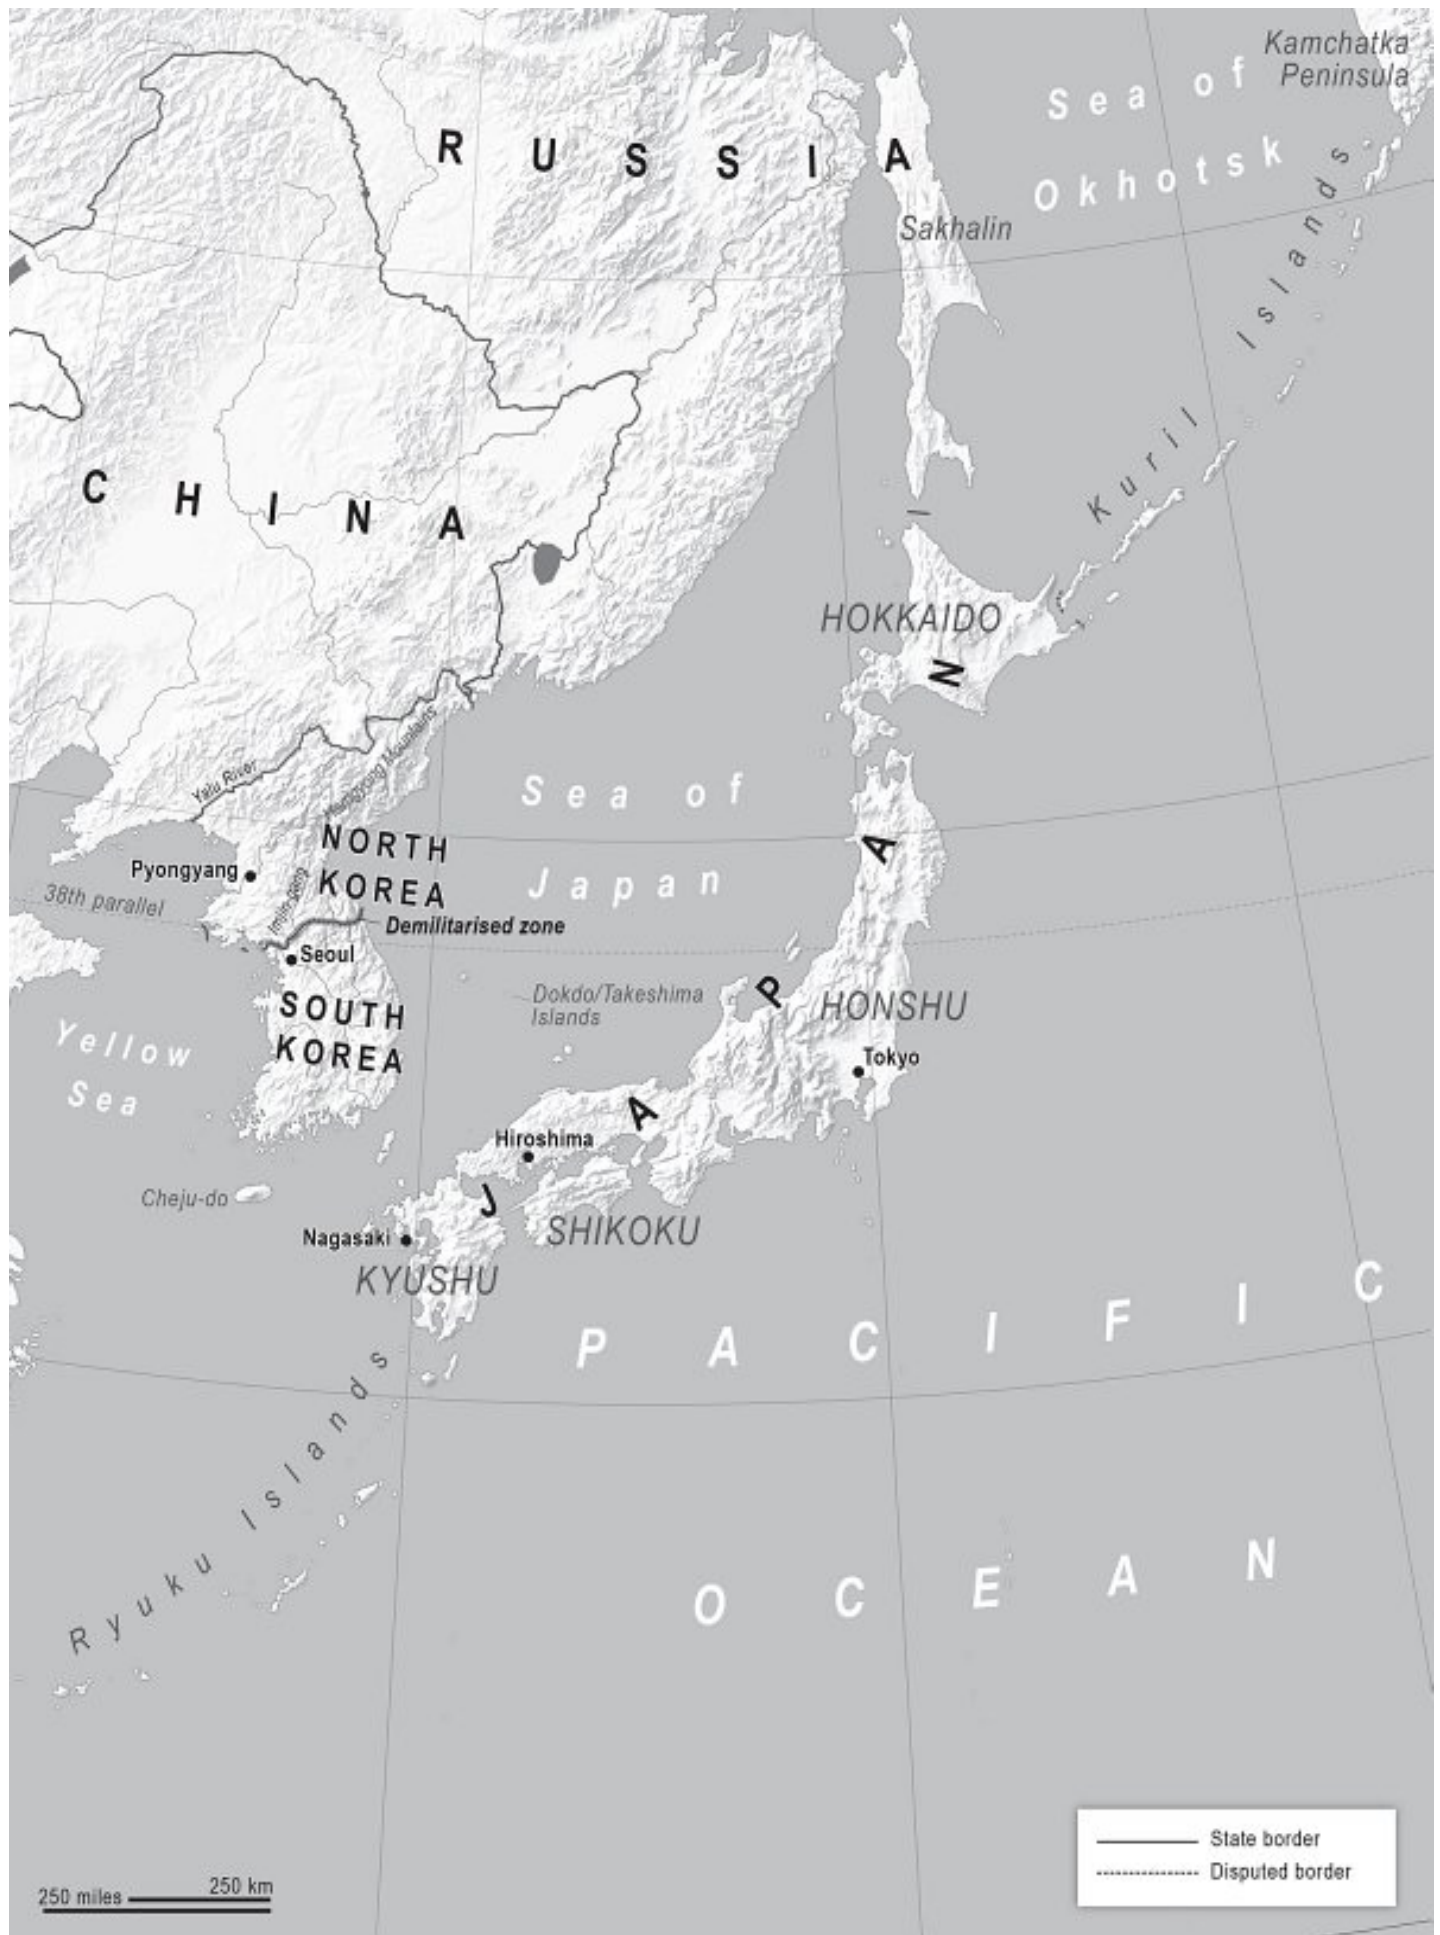 Kamchatka
Peninsula
Sea of
Okhotsk
RUSSIA
Sakhalin
Kuril Islands
CHINA
HOKKAIDO
Yalu River
Hamgyong Mountains
Sea of
Japan
NORTH
KOREA
Pyongyang
38th parallel
Imjin-gang
Demilitarised zone
Seoul
SOUTH
KOREA
Dokdo/Takeshima
Islands
HONSHU
Tokyo
Yellow
Sea
JAPAN
Hiroshima
Cheju-do
Nagasaki
SHIKOKU
KYUSHU
PACIFIC
OCEAN
Ryuku Islands
State border
Disputed border
250 km
250 miles